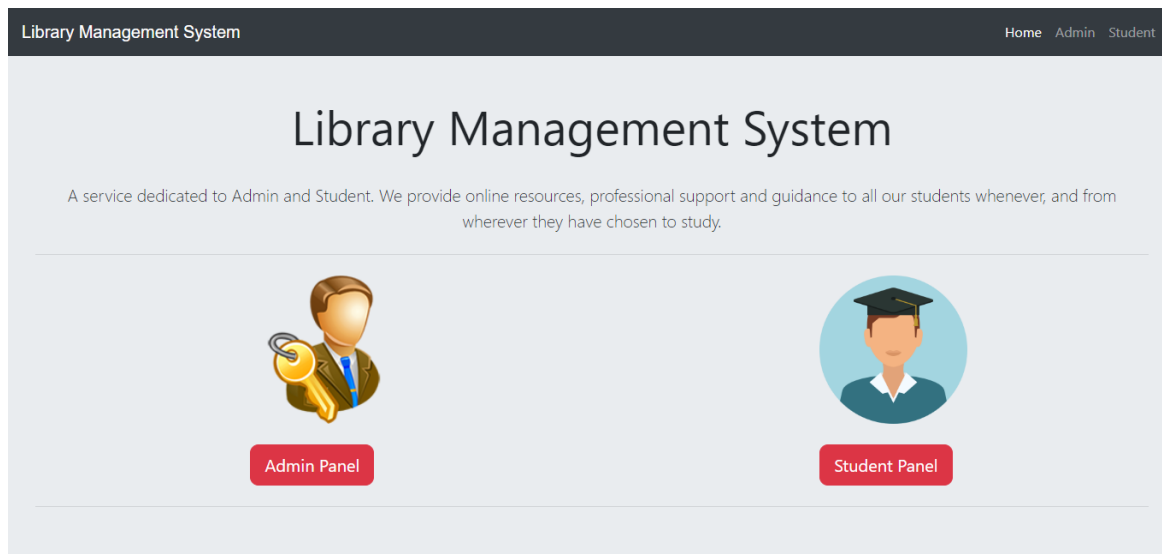 Library Management System
Home Admin Student
Library Management System
A service dedicated to Admin and Student. We provide online resources, professional support and guidance to all our students whenever, and from
wherever they have chosen to study.
Admin Panel
Student Panel